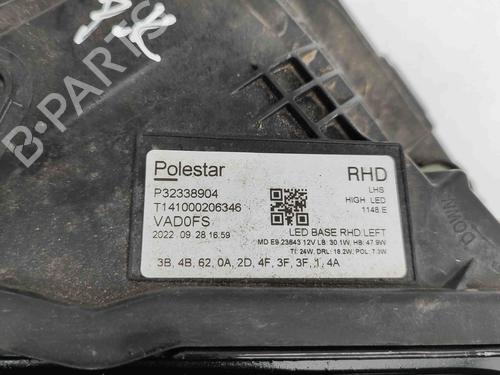 B-PARTS
Polestar
RHD
P32338904
LHS
T141000206346
HIGH LED
VAD0FS
1148 E
2022 . 09 . 28 16:59
LED BASE RHD LEFT
MD E9 23843 12V LB: 30.1W, HB: 47.9W
TI: 24W, DRL: 18.2W, POL: 7.3W
3B, 4B, 62, 0A, 2D, 4F, 3F, 3F, 1, 4A